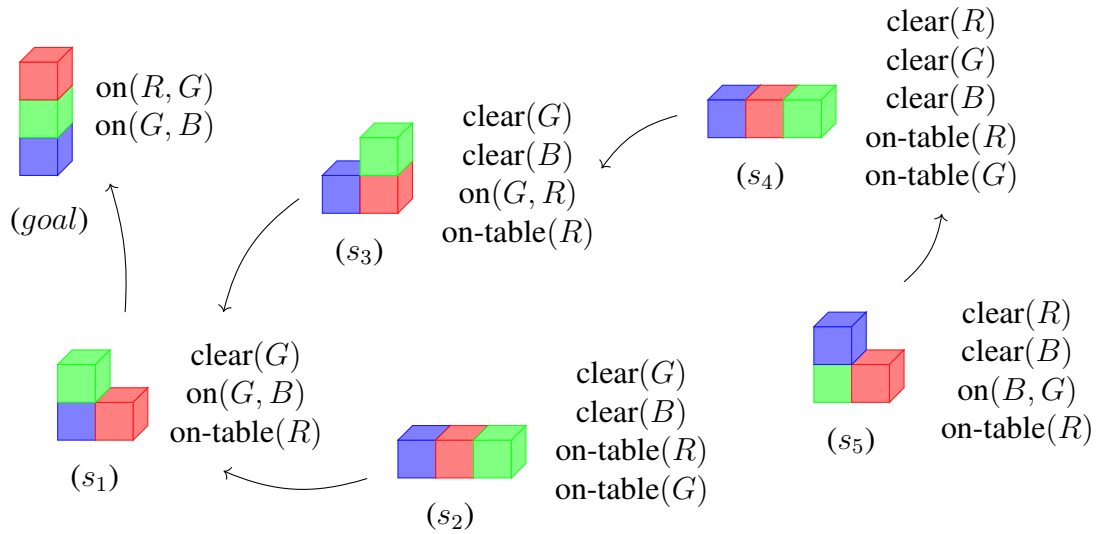 on(R, G)
on(G, B)
(goal)
clear(G)
clear(B)
on(G, R)
on-table(R)
(s₃)
clear(R)
clear(G)
clear(B)
on-table(R)
on-table(G)
(s₄)
clear(G)
on(G, B)
on-table(R)
(s₁)
clear(G)
clear(B)
on-table(R)
on-table(G)
(s₂)
clear(R)
clear(B)
on(B, G)
on-table(R)
(s₅)